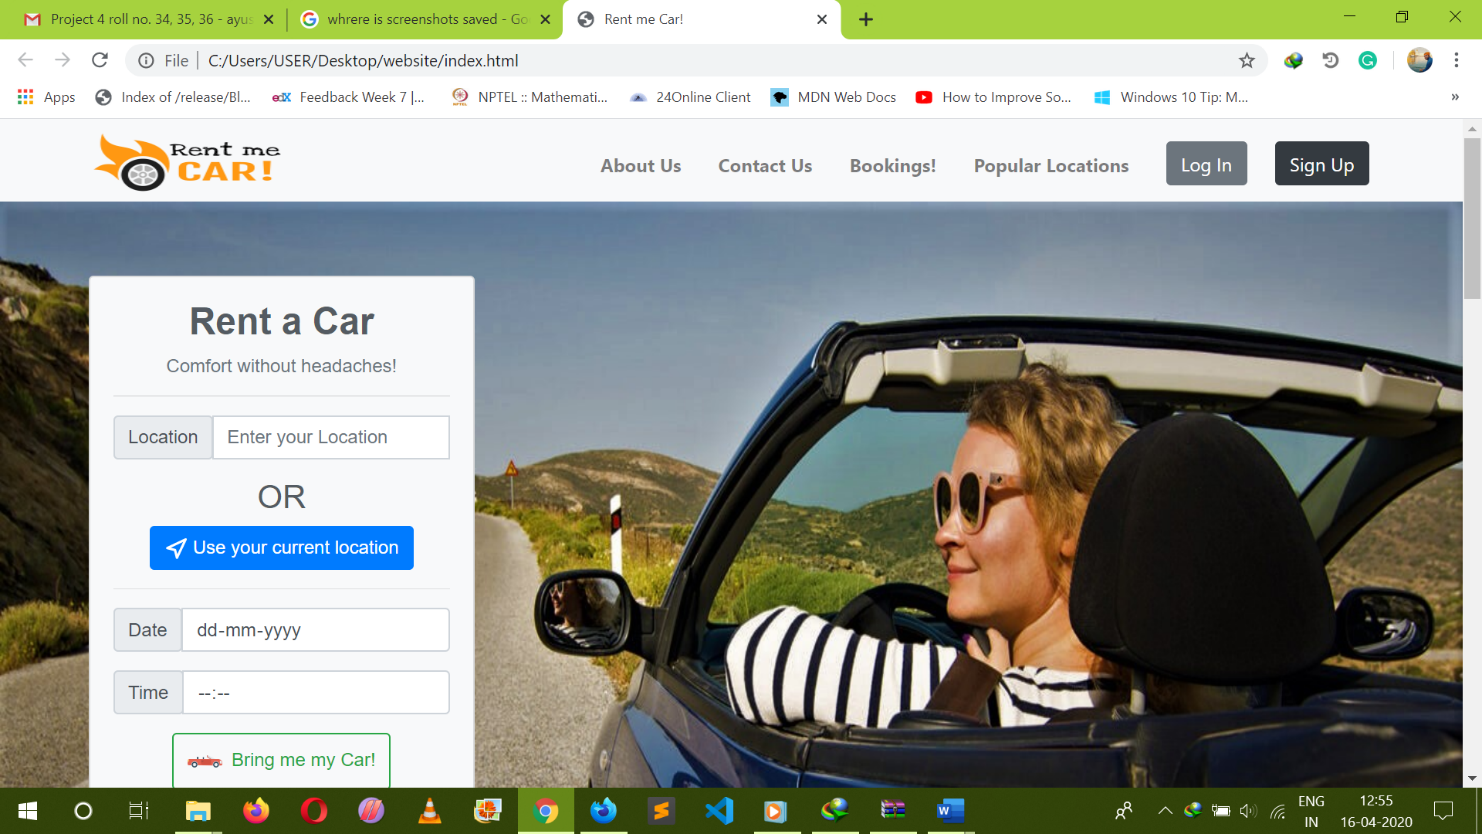 Project 4 roll no. 34, 35, 36 - ayus
whrere is screenshots saved - Goo
Rent me Car!
File
C:/Users/USER/Desktop/website/index.html
Apps
Index of /release/Bl...
edX
Feedback Week 7 |...
NPTEL :: Mathemati...
24Online Client
MDN Web Docs
How to Improve So...
Windows 10 Tip: M...
»
Rent me
CAR!
About Us
Contact Us
Bookings!
Popular Locations
Log In
Sign Up
Rent a Car
Comfort without headaches!
Location
Enter your Location
OR
Use your current location
Date
dd-mm-yyyy
Time
--:--
Bring me my Car!
ENG
IN
12:55
16-04-2020